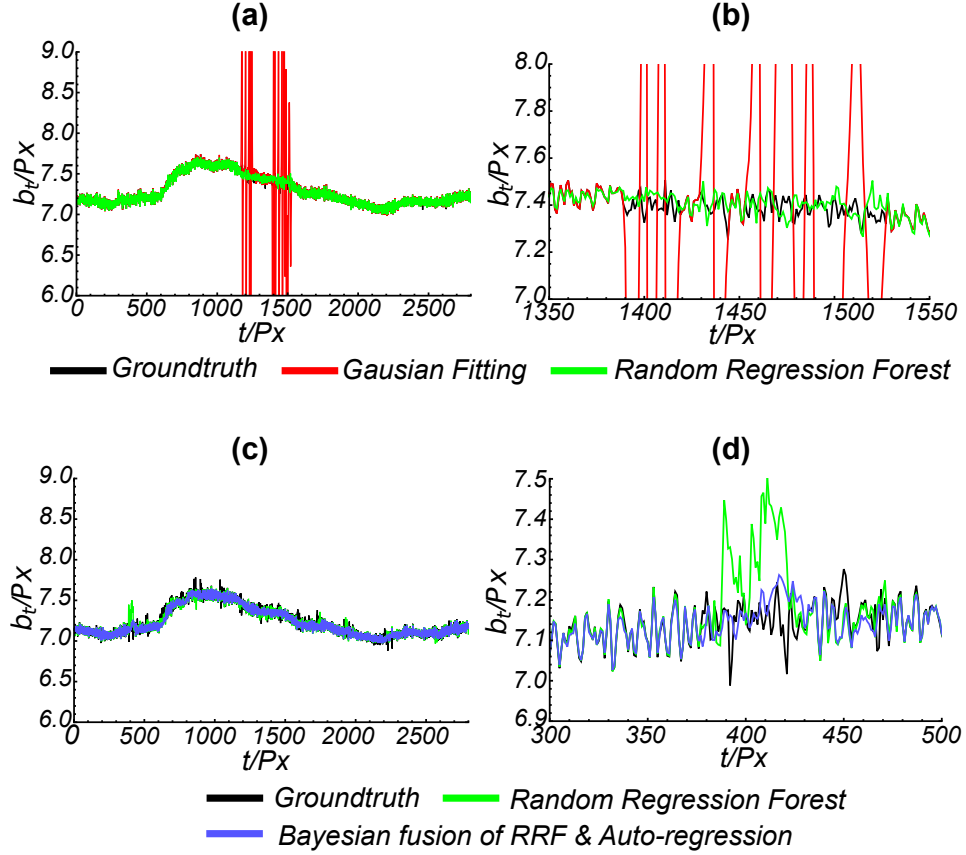 (a)
9.0
8.5
8.0
7.5
7.0
6.5
6.0
b_t/Px
0 500 1000 1500 2000 2500
t/Px
(b)
8.0
7.8
7.6
7.4
7.2
7.0
b_t/Px
1350 1400 1450 1500 1550
t/Px
Groundtruth Gausian Fitting Random Regression Forest
(c)
9.0
8.5
8.0
7.5
7.0
6.5
6.0
b_t/Px
0 500 1000 1500 2000 2500
t/Px
(d)
7.5
7.4
7.3
7.2
7.1
7.0
6.9
b_t/Px
300 350 400 450 500
t/Px
Groundtruth Random Regression Forest
Bayesian fusion of RRF & Auto-regression